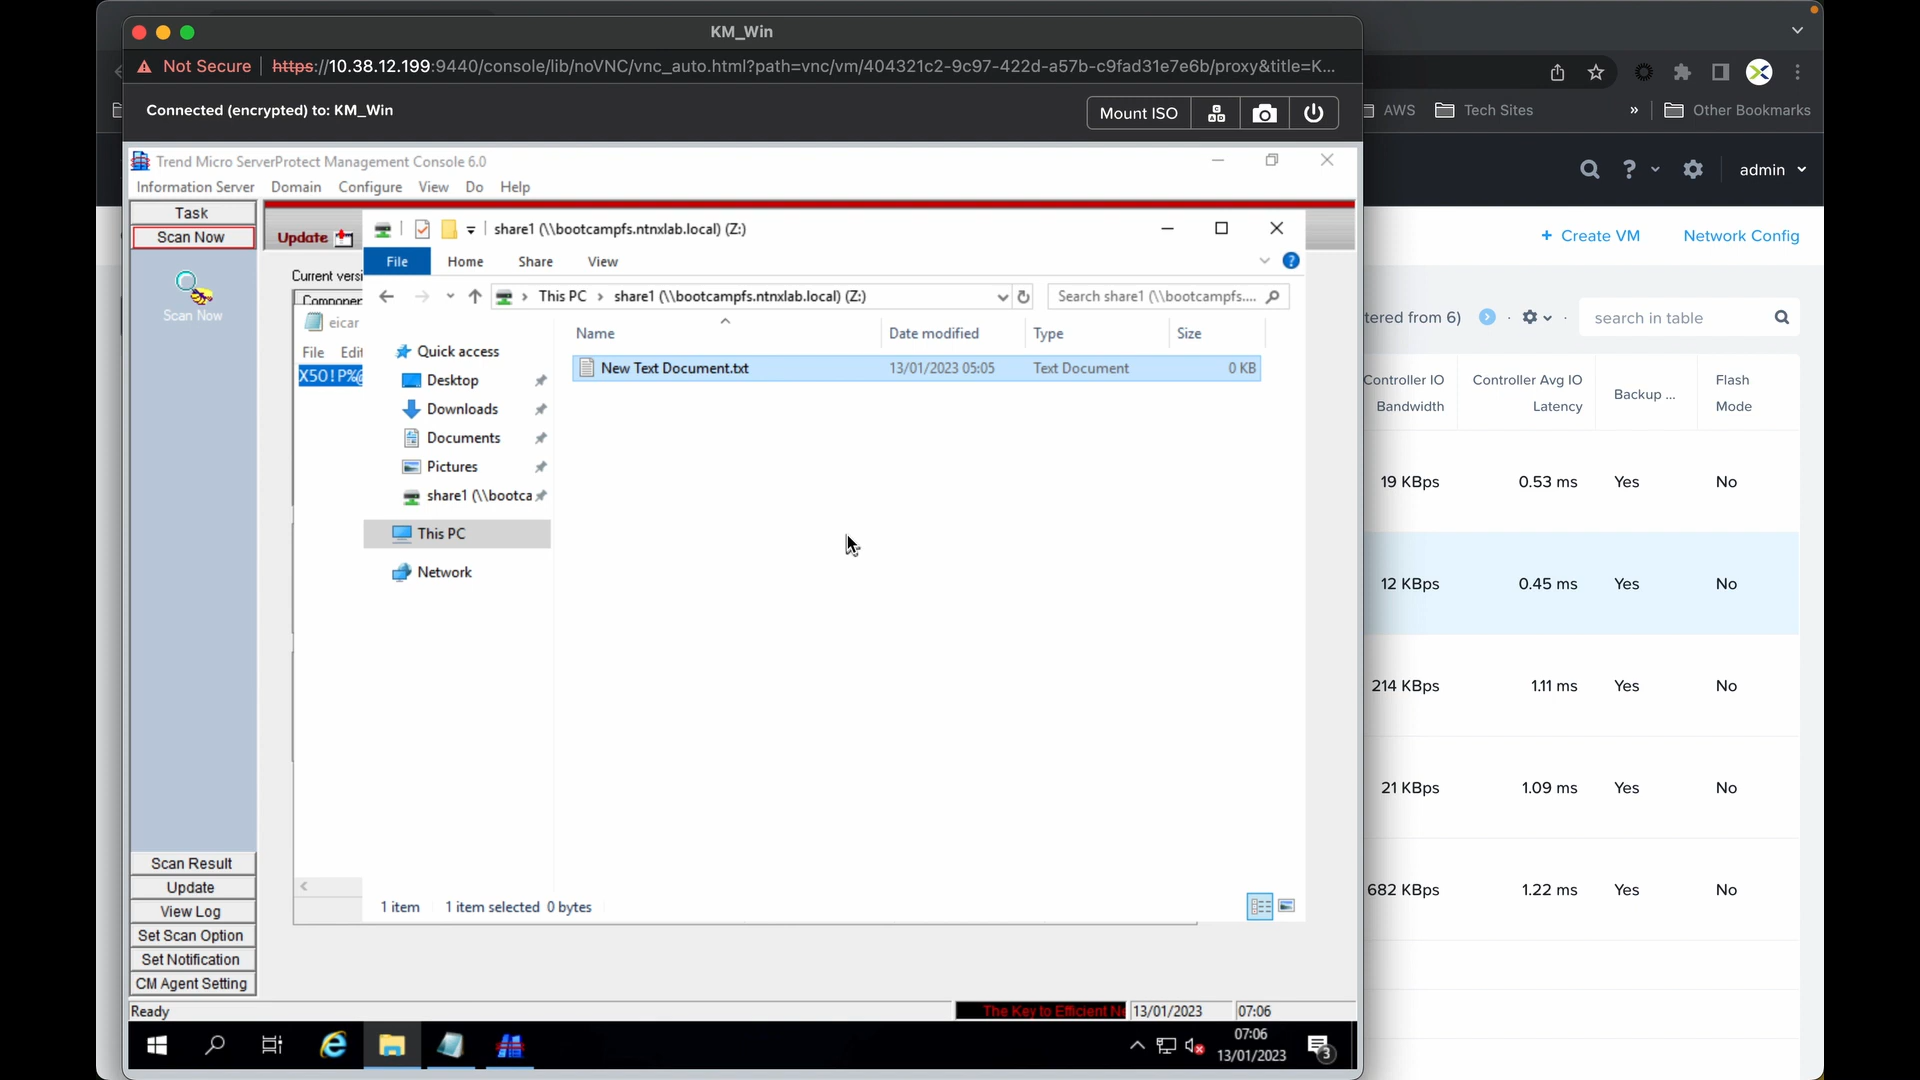 KM_Win
Not Secure https://10.38.12.199:9440/console/lib/noVNC/vnc_auto.html?path=vnc/vm/404321c2-9c97-422d-a57b-c9fad31e7e6b/proxy&title=K...
Connected (encrypted) to: KM_Win
Mount ISO
AWS
Tech Sites
»
Other Bookmarks
Trend Micro ServerProtect Management Console 6.0
Information Server Domain Configure View Do Help
admin
Task
Scan Now
Update
share1 (\\bootcampfs.ntnxlab.local) (Z:)
+ Create VM
Network Config
Current versi
File Home Share View
Componen
This PC > share1 (\\bootcampfs.ntnxlab.local) (Z:)
Search share1 (\\bootcampfs....
tered from 6)
search in table
Scan Now
eicar
Name Date modified Type Size
File Edit
Quick access
X5O!P%@
New Text Document.txt 13/01/2023 05:05 Text Document 0 KB
Desktop
Downloads
Documents
Pictures
share1 (\\bootca
This PC
Network
Controller IO Bandwidth
Controller Avg IO Latency
Backup ...
Flash Mode
19 KBps 0.53 ms Yes No
12 KBps 0.45 ms Yes No
214 KBps 1.11 ms Yes No
21 KBps 1.09 ms Yes No
682 KBps 1.22 ms Yes No
Scan Result
Update
View Log
Set Scan Option
Set Notification
CM Agent Setting
1 item 1 item selected 0 bytes
Ready
The Key to Efficient Ne
13/01/2023
07:06
07:06
13/01/2023
3